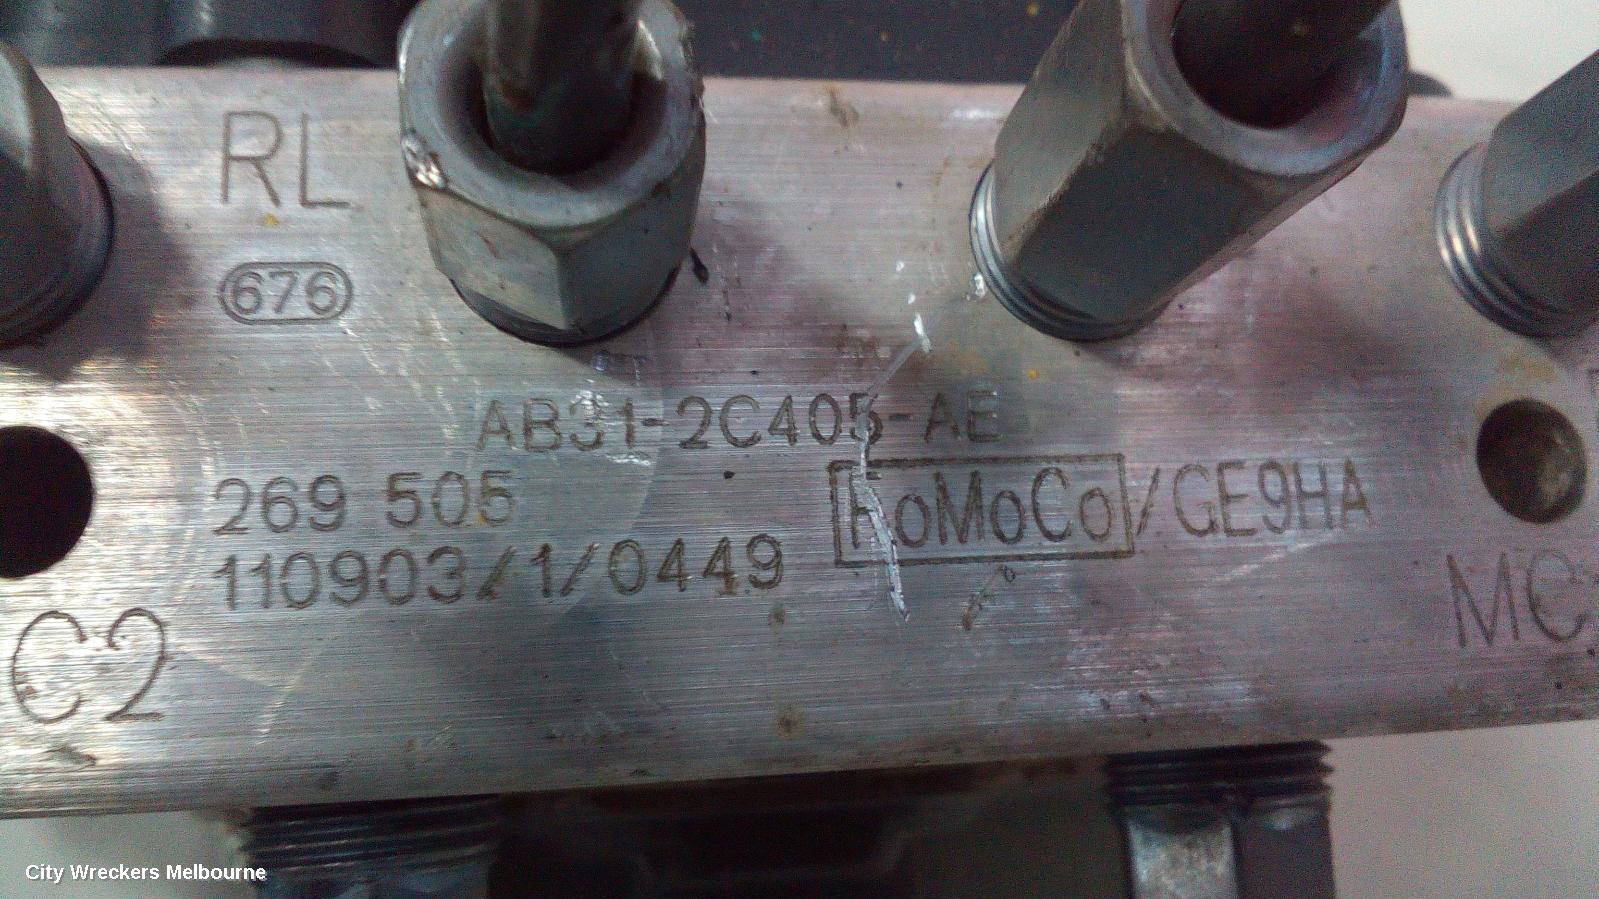 RL
676
AB31-2C405-AE
269 505
FoMoCo/GE9HA
110903/1/0449
C2
MC
City Wreckers Melbourne